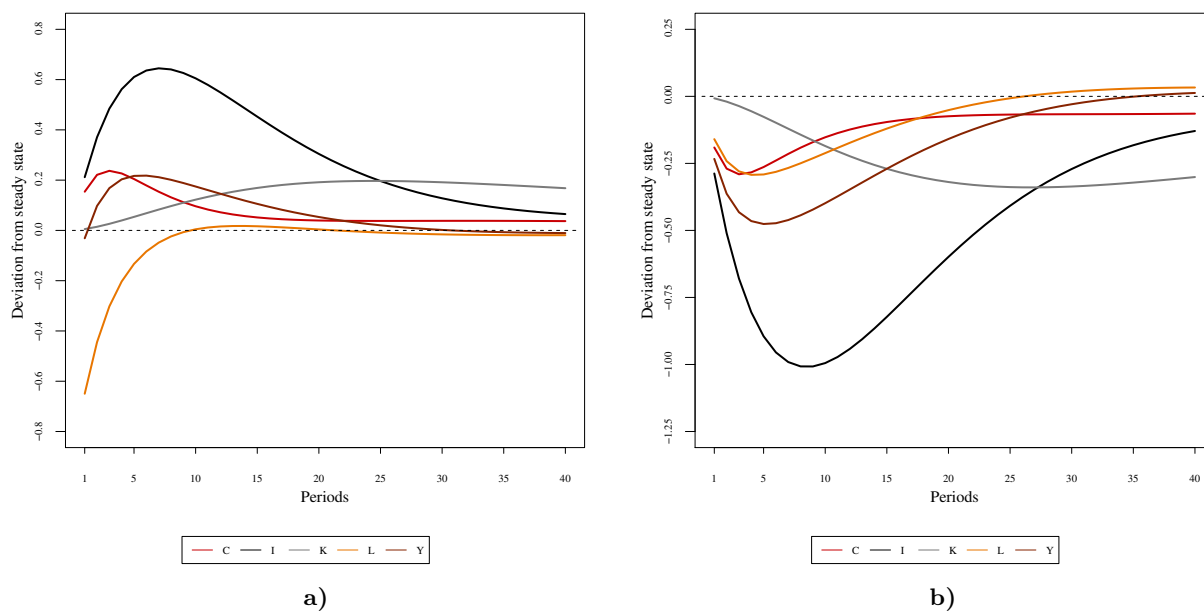 Deviation from steady state
0.8
0.6
0.4
0.2
0.0
−0.2
−0.4
−0.6
−0.8
1 5 10 15 20 25 30 35 40
Periods
C I K L Y
a)
Deviation from steady state
0.25
0.00
−0.25
−0.50
−0.75
−1.00
−1.25
1 5 10 15 20 25 30 35 40
Periods
C I K L Y
b)